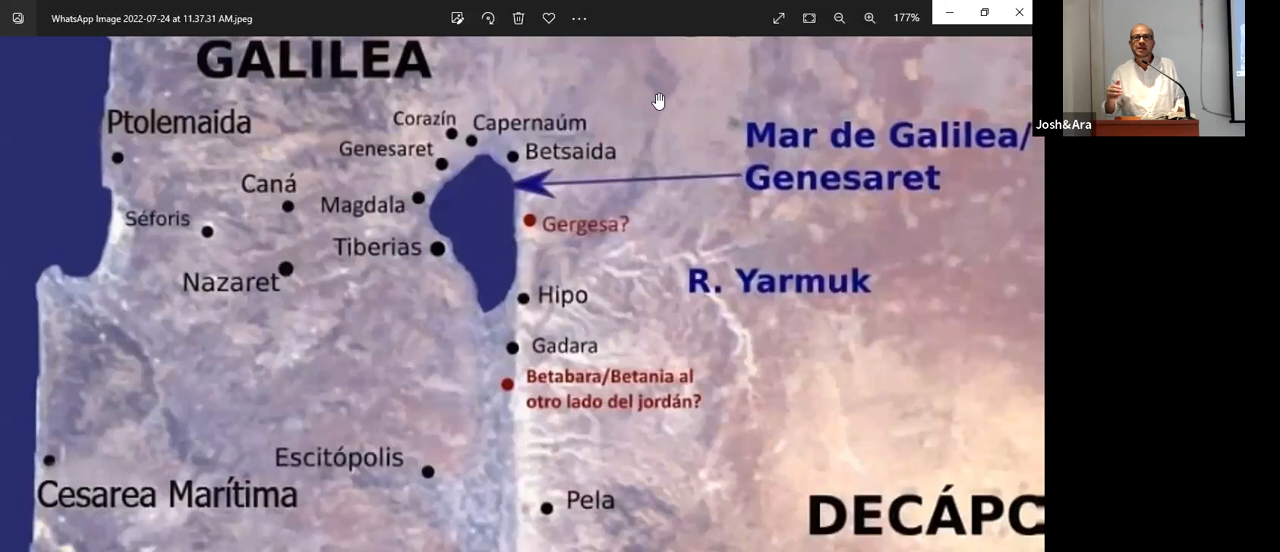 WhatsApp Image 2022-07-24 at 11.37.31 AM.jpeg
177%
GALILEA
Ptolemaida
Corazín
Capernaúm
Genesaret
Betsaida
Mar de Galilea/
Genesaret
Caná
Magdala
Séforis
Gergesa?
Tiberias
Nazaret
R. Yarmuk
Hipo
Gadara
Betabara/Betania al
otro lado del jordán?
Escitópolis
Cesarea Marítima
Pela
DECÁPC
Josh&Ara